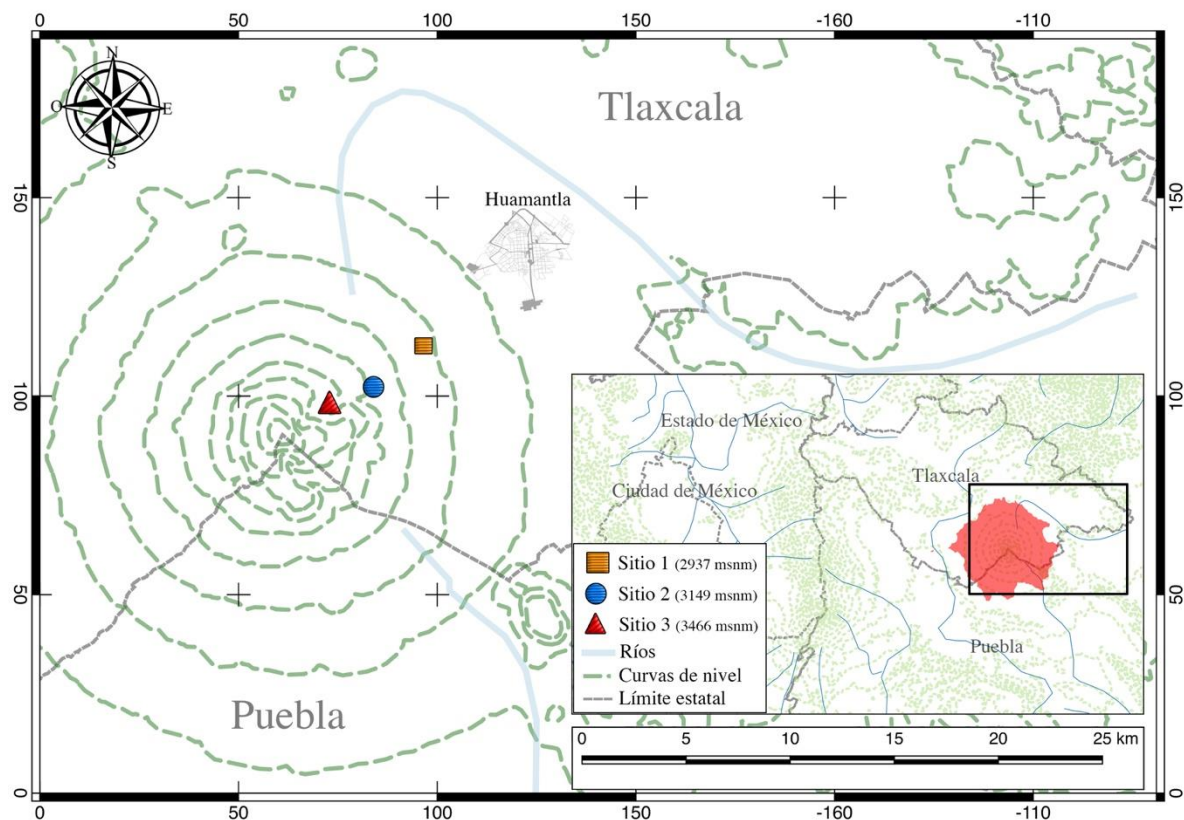 0 50 100 150 -160 -110
N
O E
S
Tlaxcala
150 150
Huamantla
100 100
Estado de México
Tlaxcala
Ciudad de México
Sitio 1 (2937 msnm)
Sitio 2 (3149 msnm)
50 50
Sitio 3 (3466 msnm)
Ríos
Puebla
Curvas de nivel
Límite estatal
Puebla
0 5 10 15 20 25 km
0 0
0 50 100 150 -160 -110